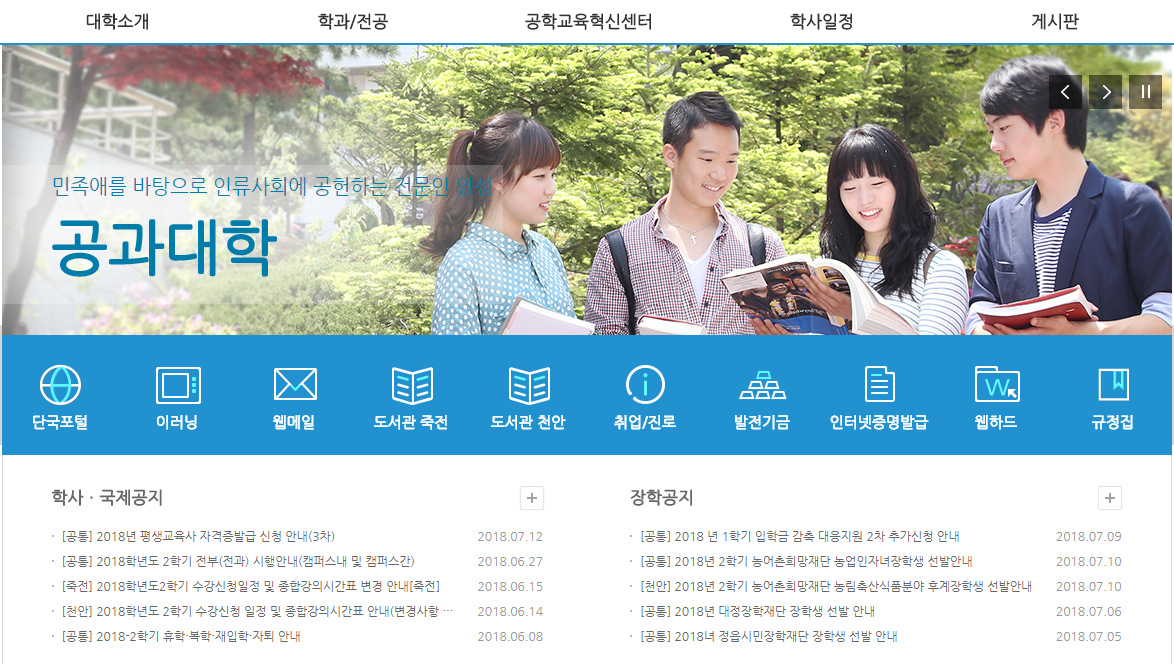 대학소개 학과/전공 공학교육혁신센터 학사일정 게시판
민족애를 바탕으로 인류사회에 공헌하는 전문인 양성
공과대학
단국포털 이러닝 웹메일 도서관 죽전 도서관 천안 취업/진로 발전기금 인터넷증명발급 웹하드 규정집
학사 · 국제공지
· [공통] 2018년 평생교육사 자격증발급 신청 안내(3차) 2018.07.12
· [공통] 2018학년도 2학기 전부(전과) 시행안내(캠퍼스내 및 캠퍼스간) 2018.06.27
· [죽전] 2018학년도2학기 수강신청일정 및 종합강의시간표 변경 안내[죽전] 2018.06.15
· [천안] 2018학년도 2학기 수강신청 일정 및 종합강의시간표 안내(변경사항 ··· 2018.06.14
· [공통] 2018-2학기 휴학·복학·재입학·자퇴 안내 2018.06.08
장학공지
· [공통] 2018 년 1학기 입학금 감축 대응지원 2차 추가신청 안내 2018.07.09
· [공통] 2018년 2학기 농어촌희망재단 농업인자녀장학생 선발안내 2018.07.10
· [천안] 2018년 2학기 농어촌희망재단 농림축산식품분야 후계장학생 선발안내 2018.07.10
· [공통] 2018년 대정장학재단 장학생 선발 안내 2018.07.06
· [공통] 2018녀 정읍시민장학재단 장학생 선발 안내 2018.07.05